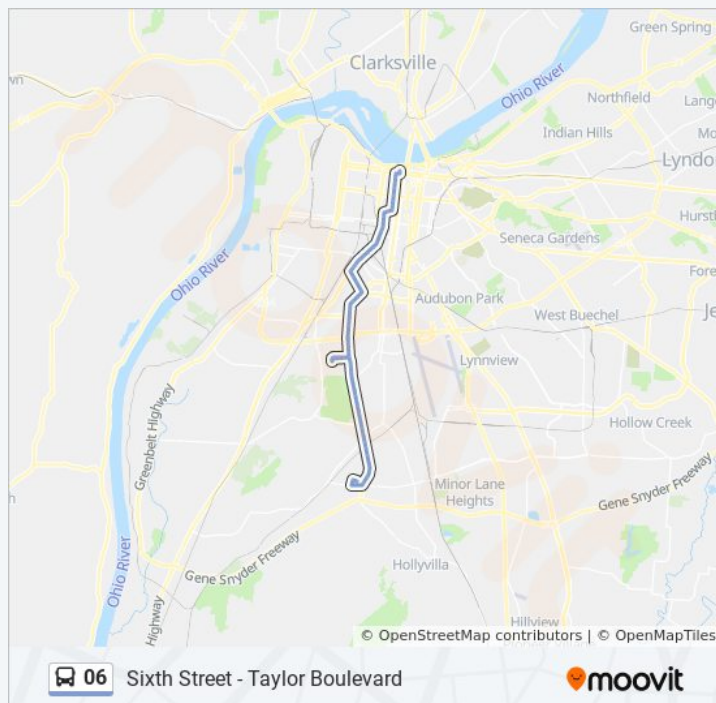 Green Spring
Clarksville
wn
Ohio River
Northfield
Lang
Indian Hills
Mo
Lyndo
Hurstb
Seneca Gardens
Fore
Ohio River
Audubon Park
West Buechel
Je
Lynnview
Greenbelt Highway
Hollow Creek
h
Minor Lane
Heights
Gene Snyder Freeway
Hollyvilla
Gene Snyder Freeway
Ohio River
Highway
Hillview
© OpenStreetMap contributors | © OpenMapTiles
06 Sixth Street - Taylor Boulevard
moovit